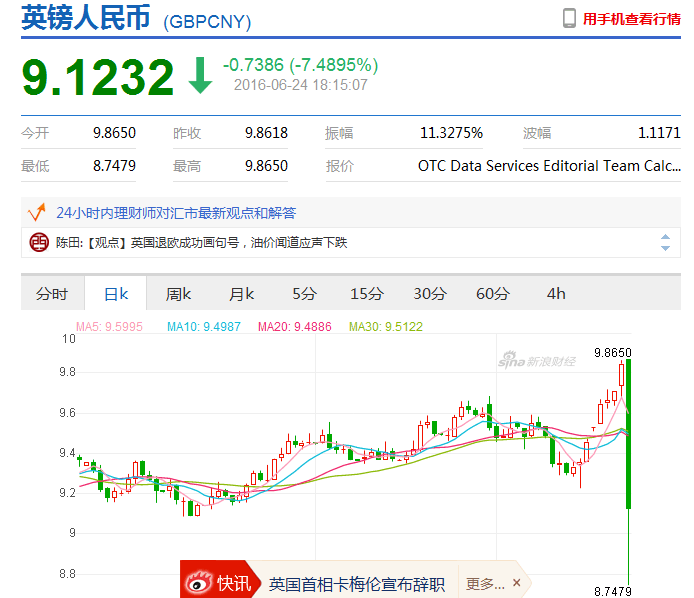 英镑人民币 (GBPCNY) 用手机查看行情
9.1232 -0.7386 (-7.4895%)
2016-06-24 18:15:07
今开 9.8650 昨收 9.8618 振幅 11.3275% 波幅 1.1171
最低 8.7479 最高 9.8650 报价 OTC Data Services Editorial Team Calc...
24小时内理财师对汇市最新观点和解答
陈田:【观点】英国退欧成功画句号，油价闻道应声下跌
分时 日k 周k 月k 5分 15分 30分 60分 4h
MA5: 9.5995 MA10: 9.4987 MA20: 9.4886 MA30: 9.5122
10
9.8650
sina新浪财经
9.8
9.6
9.4
9.2
9
8.8
快讯 英国首相卡梅伦宣布辞职 更多... ×
8.7479